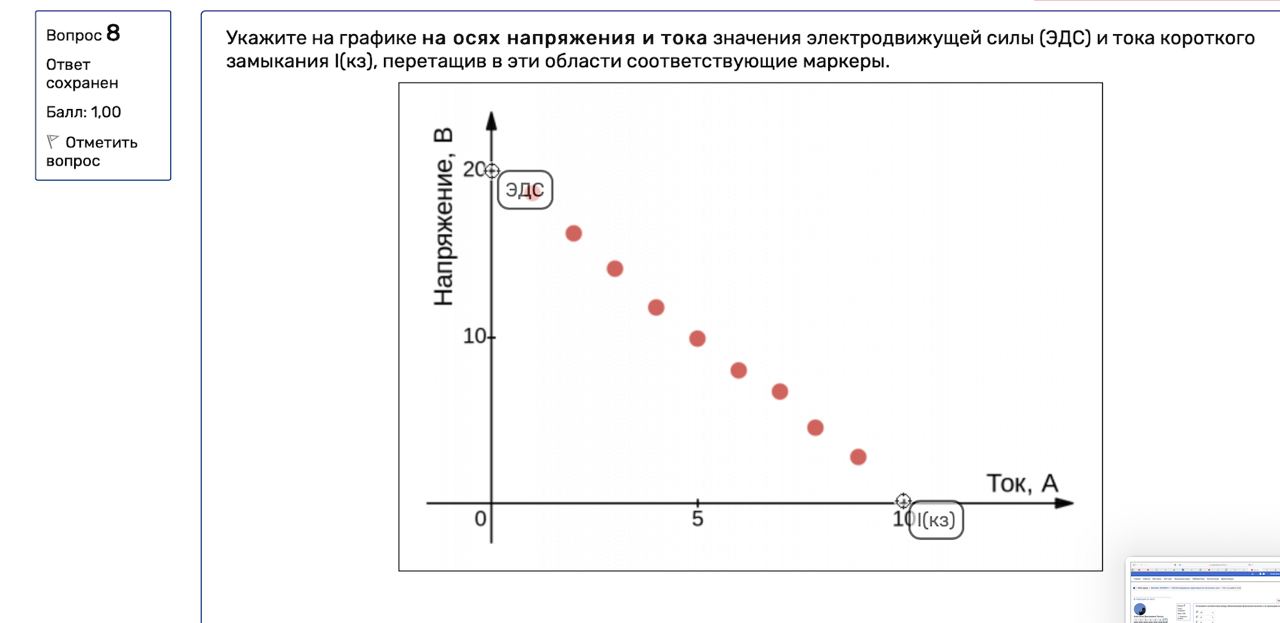 Вопрос 8
Ответ
сохранен
Балл: 1,00
Отметить
вопрос
Укажите на графике на осях напряжения и тока значения электродвижущей силы (ЭДС) и тока короткого
замыкания I(кз), перетащив в эти области соответствующие маркеры.
Напряжение, В
20
ЭДС
10
Ток, А
0
5
10
I(кз)